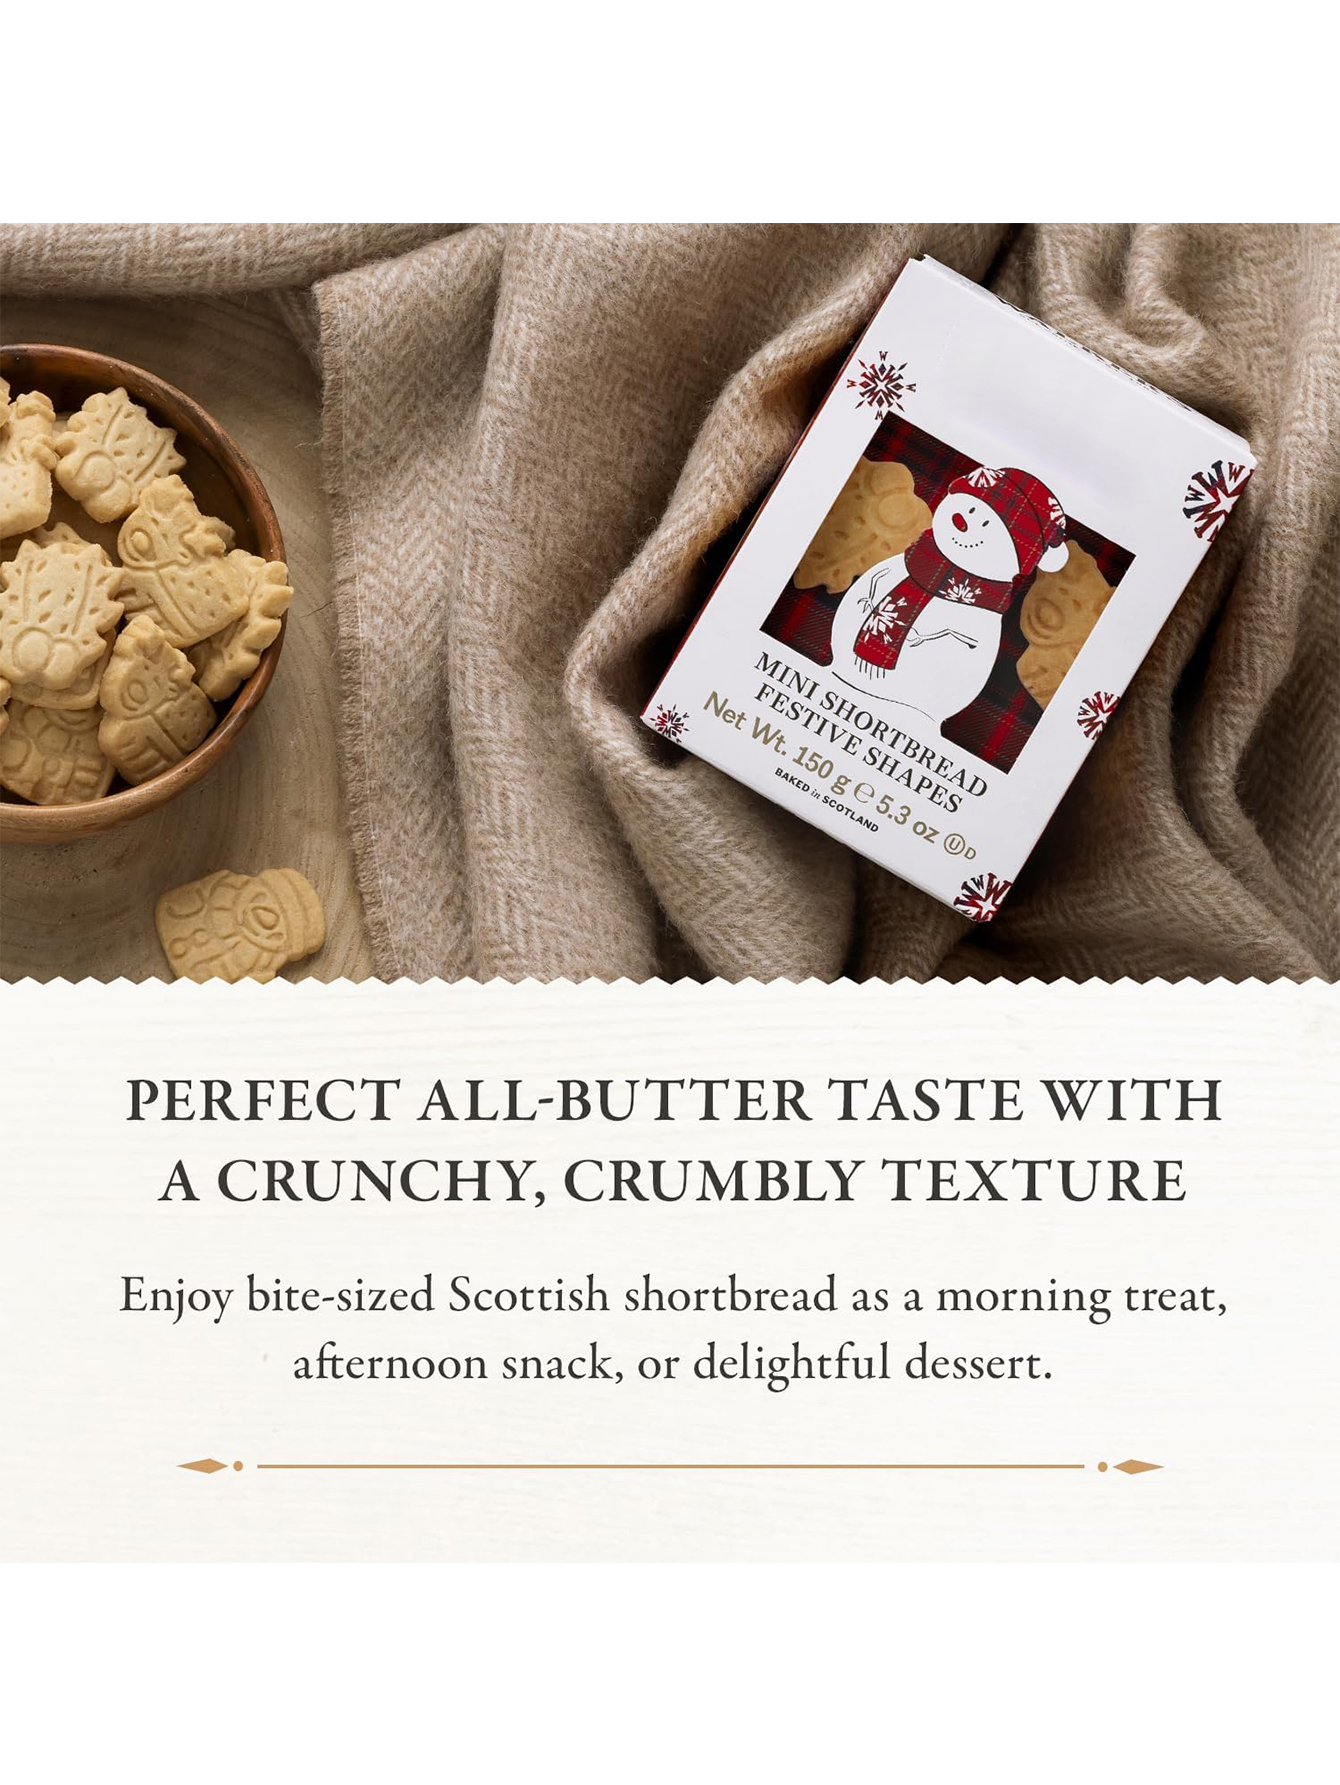 MINI SHORTBREAD
FESTIVE SHAPES
Net Wt. 150 g ℮ 5.3 oz Ⓤ D
BAKED in SCOTLAND
PERFECT ALL-BUTTER TASTE WITH
A CRUNCHY, CRUMBLY TEXTURE
Enjoy bite-sized Scottish shortbread as a morning treat,
afternoon snack, or delightful dessert.